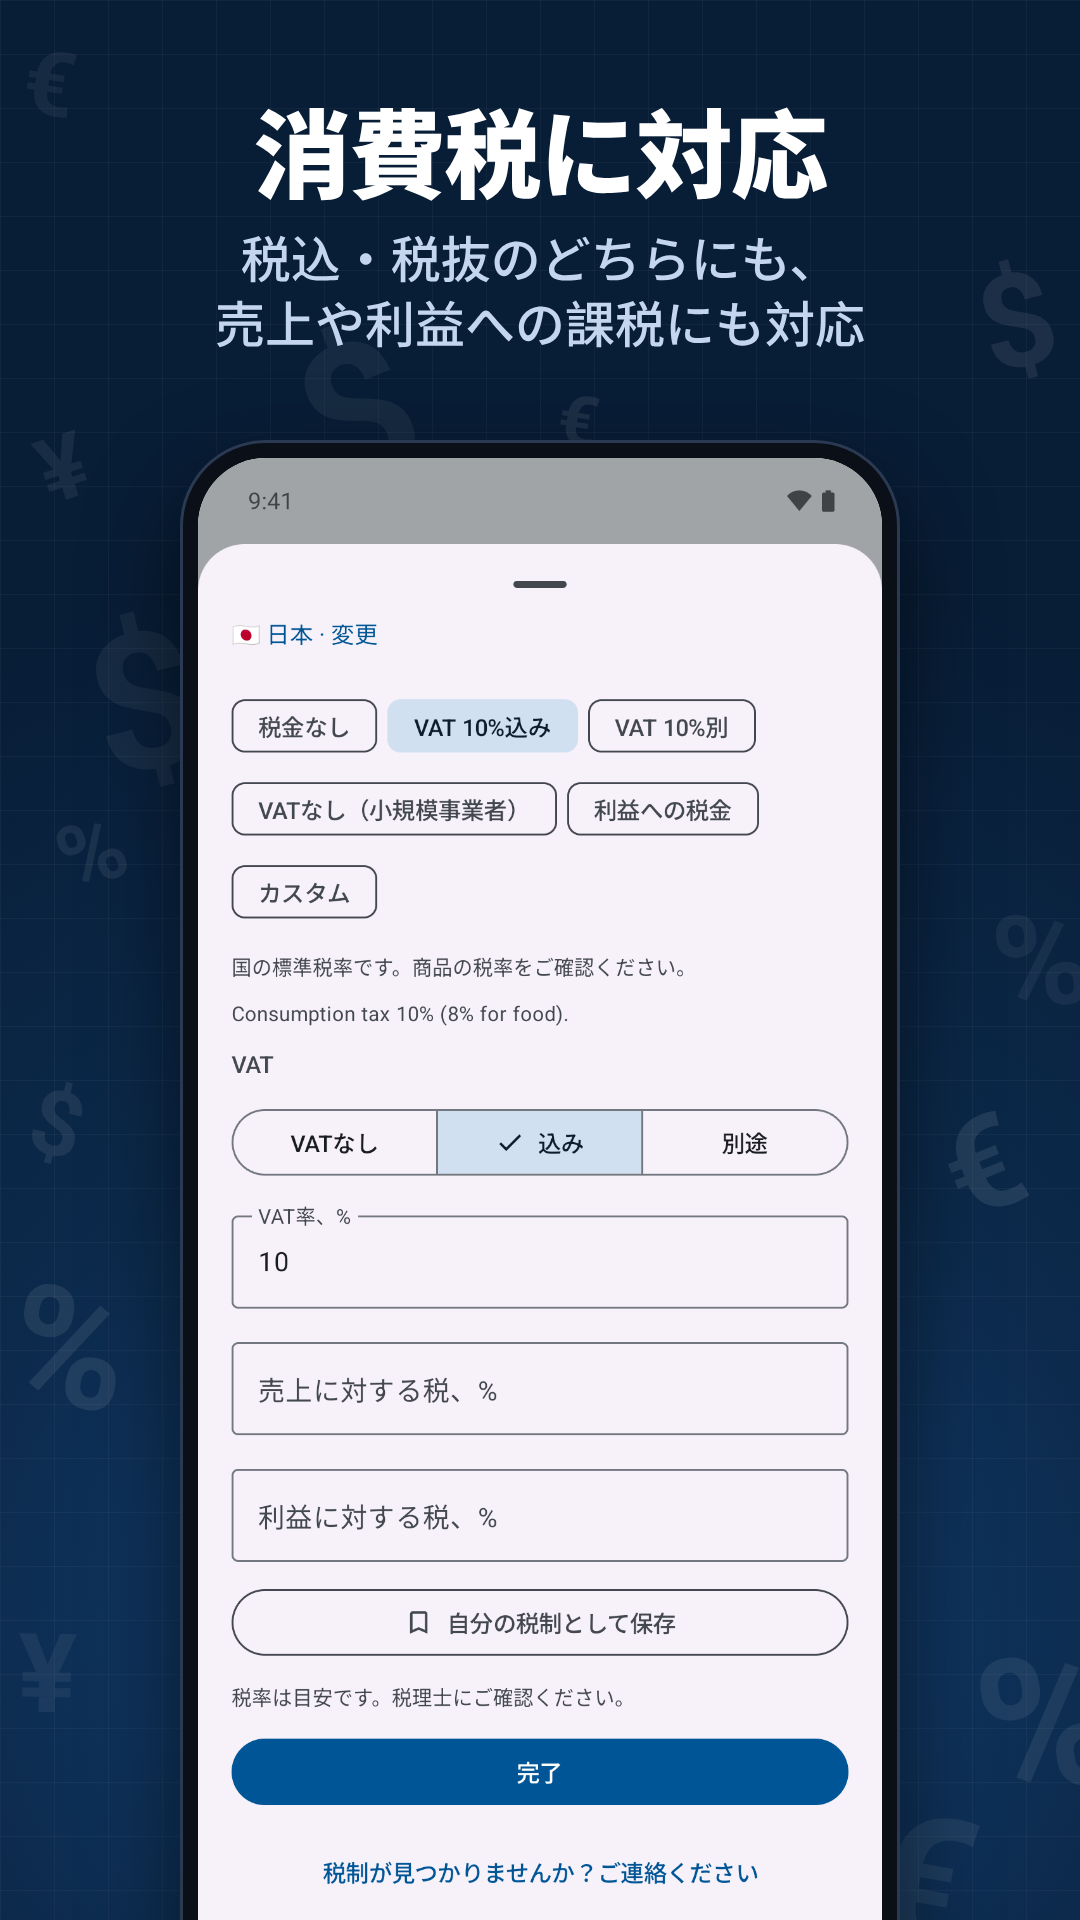 消費税に対応
税込・税抜のどちらにも、
売上や利益への課税にも対応
9:41
日本 · 変更
税金なし
VAT 10%込み
VAT 10%別
VATなし（小規模事業者）
利益への税金
カスタム
国の標準税率です。商品の税率をご確認ください。
Consumption tax 10% (8% for food).
VAT
VATなし
込み
別途
VAT率、%
10
売上に対する税、%
利益に対する税、%
自分の税制として保存
税率は目安です。税理士にご確認ください。
完了
税制が見つかりませんか？ご連絡ください